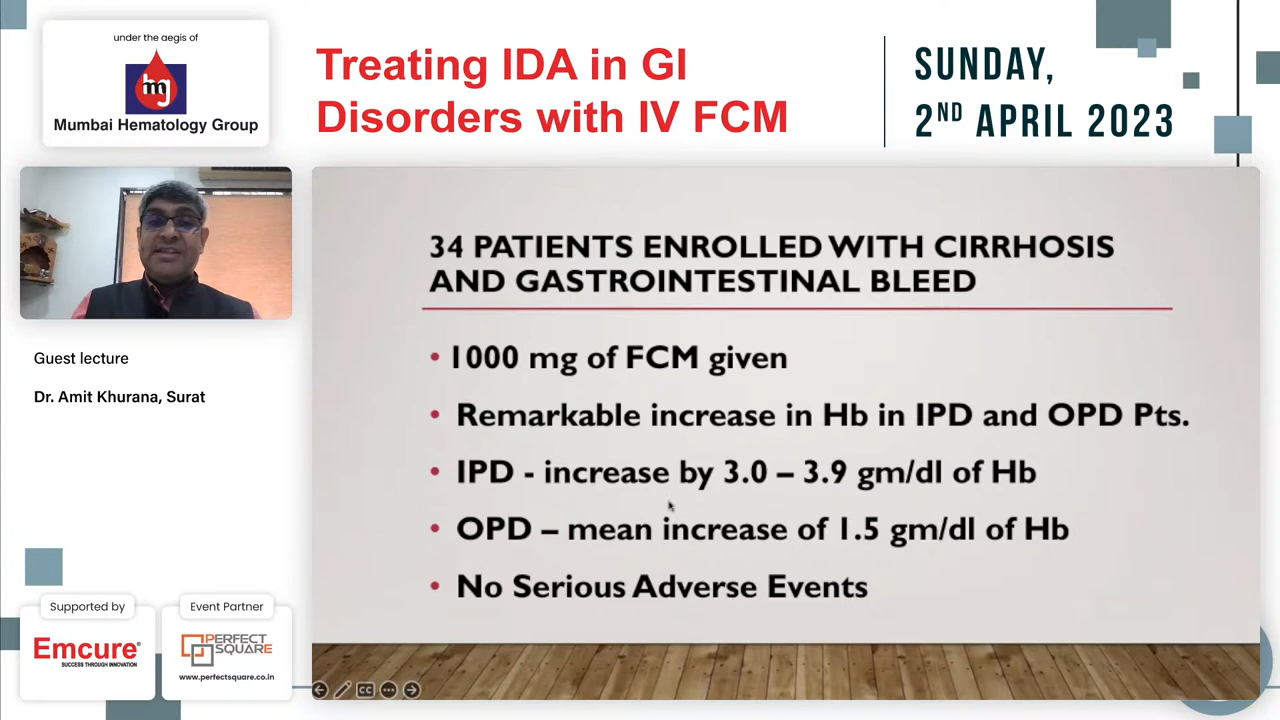 under the aegis of
mg
Mumbai Hematology Group
Treating IDA in GI
Disorders with IV FCM
SUNDAY,
2ND APRIL 2023
Guest lecture
Dr. Amit Khurana, Surat
34 PATIENTS ENROLLED WITH CIRRHOSIS
AND GASTROINTESTINAL BLEED
• 1000 mg of FCM given
• Remarkable increase in Hb in IPD and OPD Pts.
• IPD - increase by 3.0 – 3.9 gm/dl of Hb
• OPD – mean increase of 1.5 gm/dl of Hb
• No Serious Adverse Events
CC
Supported by
Emcure®
SUCCESS THROUGH INNOVATION
Event Partner
PERFECT
SQUARE
www.perfectsquare.co.in